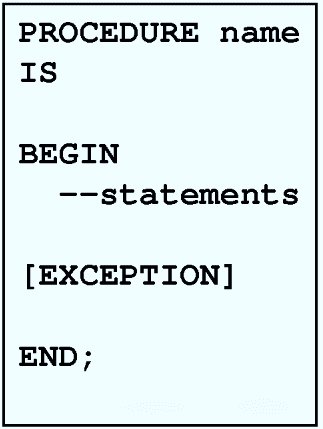 PROCEDURE name
IS
BEGIN
--statements
[EXCEPTION]
END;